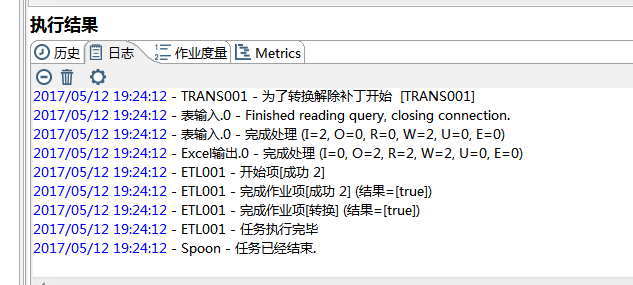 执行结果
历史 日志 作业度量 Metrics
2017/05/12 19:24:12 - TRANS001 - 为了转换解除补丁开始 [TRANS001]
2017/05/12 19:24:12 - 表输入.0 - Finished reading query, closing connection.
2017/05/12 19:24:12 - 表输入.0 - 完成处理 (I=2, O=0, R=0, W=2, U=0, E=0)
2017/05/12 19:24:12 - Excel输出.0 - 完成处理 (I=0, O=2, R=2, W=2, U=0, E=0)
2017/05/12 19:24:12 - ETL001 - 开始项[成功 2]
2017/05/12 19:24:12 - ETL001 - 完成作业项[成功 2] (结果=[true])
2017/05/12 19:24:12 - ETL001 - 完成作业项[转换] (结果=[true])
2017/05/12 19:24:12 - ETL001 - 任务执行完毕
2017/05/12 19:24:12 - Spoon - 任务已经结束.